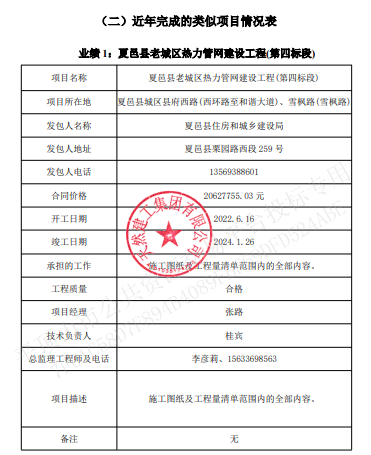 （二）近年完成的类似项目情况表
业绩 1：夏邑县老城区热力管网建设工程(第四标段)
项目名称 夏邑县老城区热力管网建设工程(第四标段)
项目所在地 夏邑县城区县府西路(西环路至和谐大道)、雪枫路(雪枫路)
发包人名称 夏邑县住房和城乡建设局
发包人地址 夏邑县栗园路西段 259 号
发包人电话 13569388601
合同价格 20627755.03 元
开工日期 2022.6.16
竣工日期 2024.1.26
承担的工作 施工图纸及工程量清单范围内的全部内容。
工程质量 合格
项目经理 张路
技术负责人 桂宾
总监理工程师及电话 李彦莉、15633698563
项目描述 施工图纸及工程量清单范围内的全部内容。
备注 无